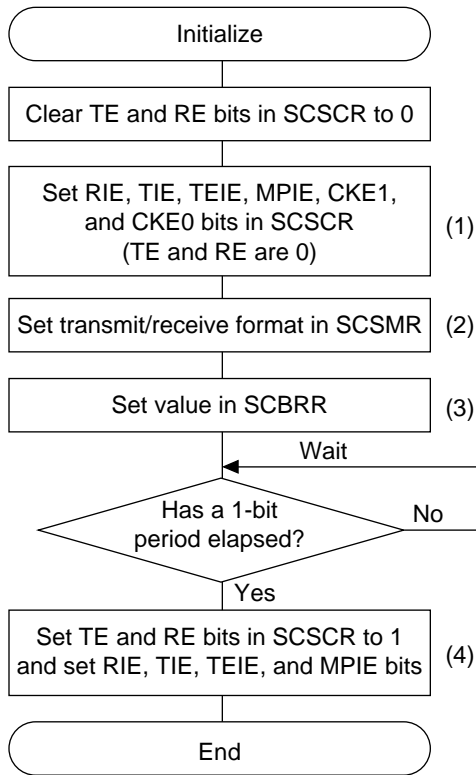 Initialize
Clear TE and RE bits in SCSCR to 0
Set RIE, TIE, TEIE, MPIE, CKE1,
and CKE0 bits in SCSCR
(TE and RE are 0)
(1)
Set transmit/receive format in SCSMR
(2)
Set value in SCBRR
(3)
Wait
Has a 1-bit
period elapsed?
No
Yes
Set TE and RE bits in SCSCR to 1
and set RIE, TIE, TEIE, and MPIE bits
(4)
End